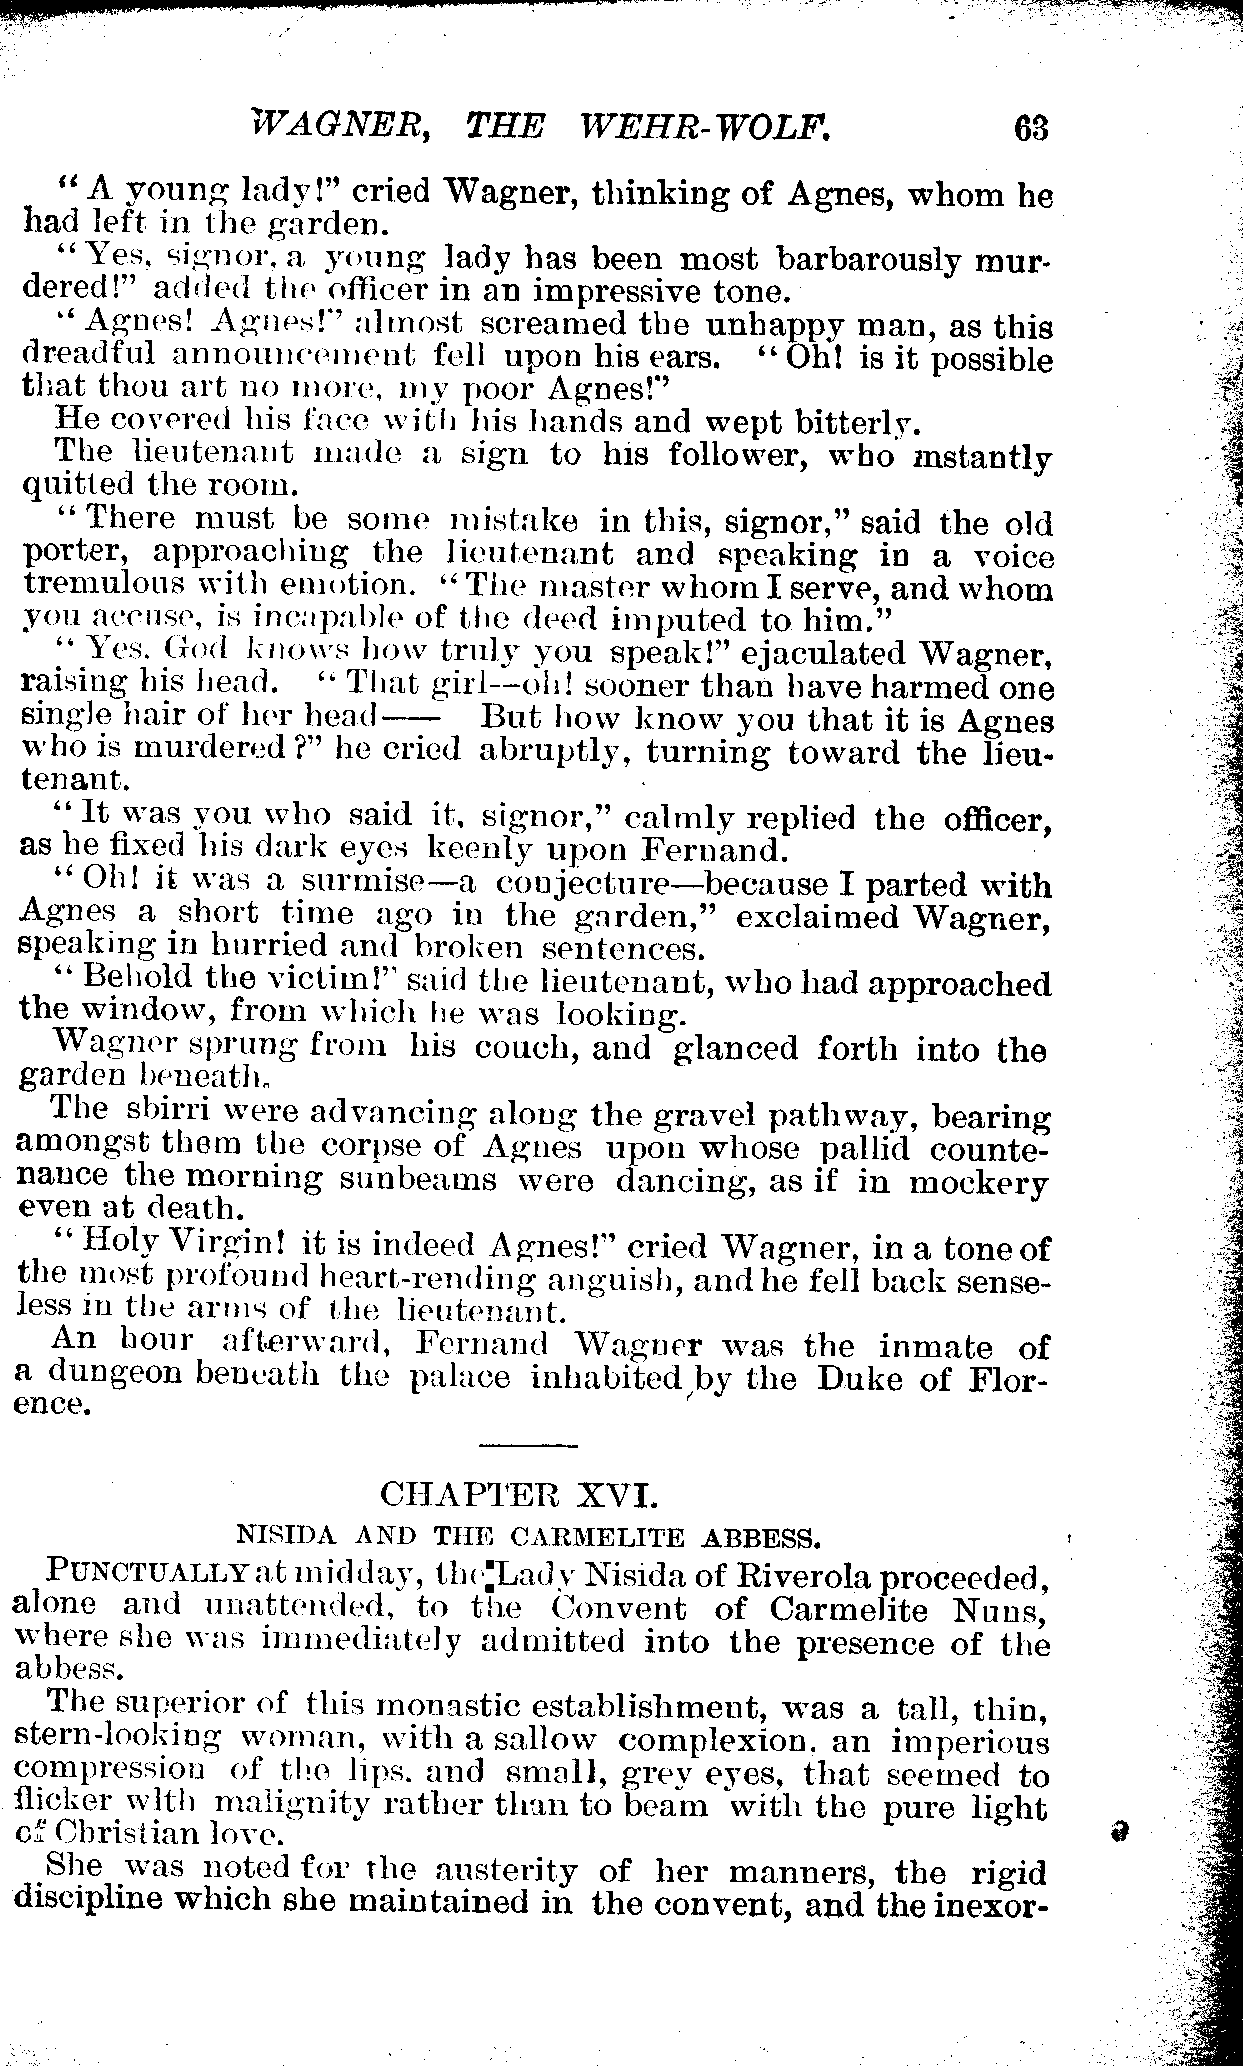 WAGNER, THE WEHR-WOLF. 63
"A young lady!" cried Wagner, thinking of Agnes, whom he
had left in the garden.
"Yes, signor, a young lady has been most barbarously mur-
dered!" added the officer in an impressive tone.
"Agnes! Agnes!" almost screamed the unhappy man, as this
dreadful announcement fell upon his ears. "Oh! is it possible
that thou art no more, my poor Agnes!"
He covered his face with his hands and wept bitterly.
The lieutenant made a sign to his follower, who instantly
quitted the room.
"There must be some mistake in this, signor," said the old
porter, approaching the lieutenant and speaking in a voice
tremulous with emotion. "The master whom I serve, and whom
you accuse, is incapable of the deed imputed to him."
"Yes. God knows how truly you speak!" ejaculated Wagner,
raising his head. "That girl—oh! sooner than have harmed one
single hair of her head—— But how know you that it is Agnes
who is murdered?" he cried abruptly, turning toward the lieu-
tenant.
"It was you who said it, signor," calmly replied the officer,
as he fixed his dark eyes keenly upon Fernand.
"Oh! it was a surmise—a conjecture—because I parted with
Agnes a short time ago in the garden," exclaimed Wagner,
speaking in hurried and broken sentences.
"Behold the victim!" said the lieutenant, who had approached
the window, from which he was looking.
Wagner sprung from his couch, and glanced forth into the
garden beneath.
The sbirri were advancing along the gravel pathway, bearing
amongst them the corpse of Agnes upon whose pallid counte-
nance the morning sunbeams were dancing, as if in mockery
even at death.
"Holy Virgin! it is indeed Agnes!" cried Wagner, in a tone of
the most profound heart-rending anguish, and he fell back sense-
less in the arms of the lieutenant.
An hour afterward, Fernand Wagner was the inmate of
a dungeon beneath the palace inhabited by the Duke of Flor-
ence.
CHAPTER XVI.
NISIDA AND THE CARMELITE ABBESS.
PUNCTUALLY at midday, the Lady Nisida of Riverola proceeded,
alone and unattended, to the Convent of Carmelite Nuns,
where she was immediately admitted into the presence of the
abbess.
The superior of this monastic establishment, was a tall, thin,
stern-looking woman, with a sallow complexion, an imperious
compression of the lips, and small, grey eyes, that seemed to
flicker with malignity rather than to beam with the pure light
of Christian love.
She was noted for the austerity of her manners, the rigid
discipline which she maintained in the convent, and the inexor-